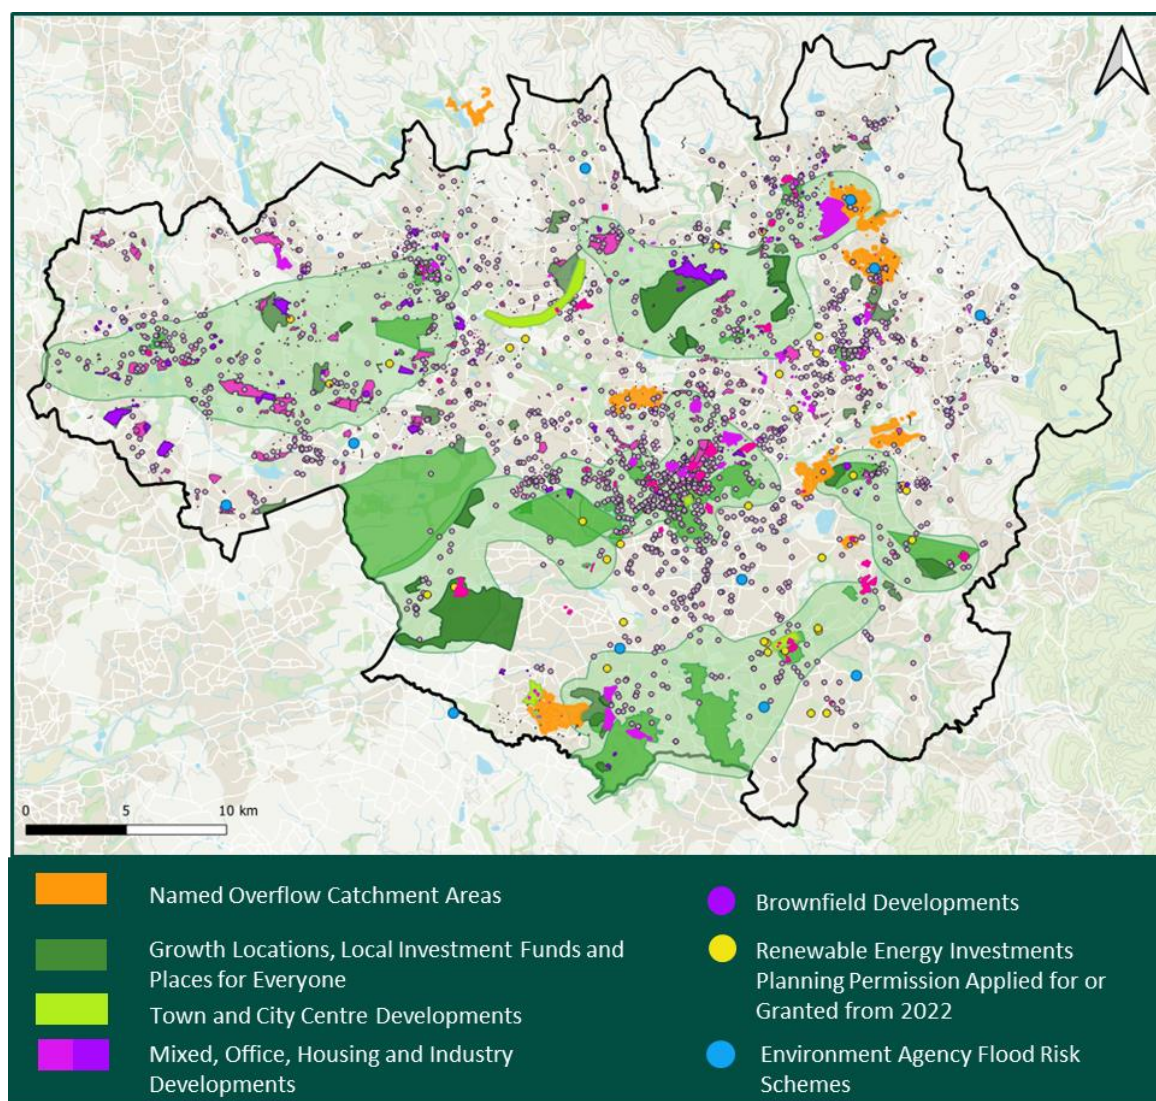 0 5 10 km
Named Overflow Catchment Areas
Growth Locations, Local Investment Funds and
Places for Everyone
Town and City Centre Developments
Mixed, Office, Housing and Industry
Developments
Brownfield Developments
Renewable Energy Investments
Planning Permission Applied for or
Granted from 2022
Environment Agency Flood Risk
Schemes